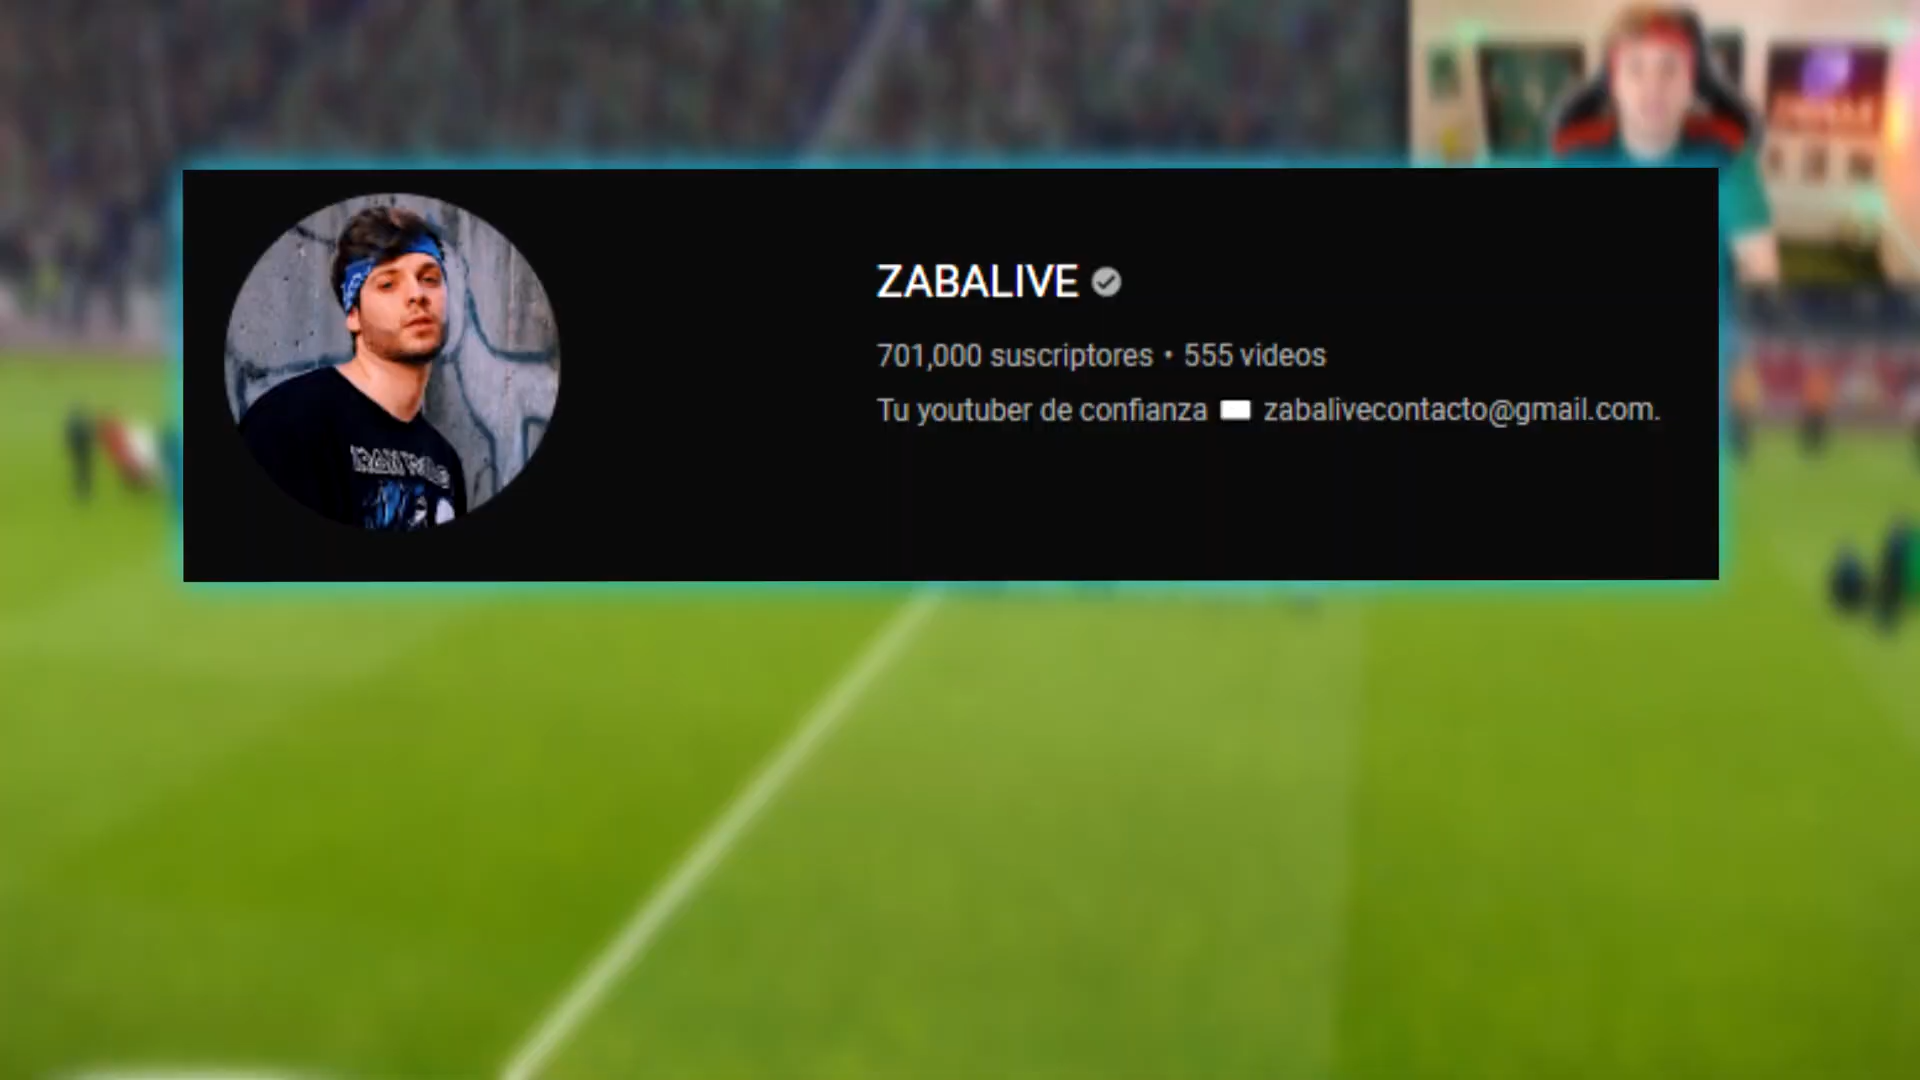 ZABALIVE
701,000 suscriptores • 555 videos
Tu youtuber de confianza zabalivecontacto@gmail.com.